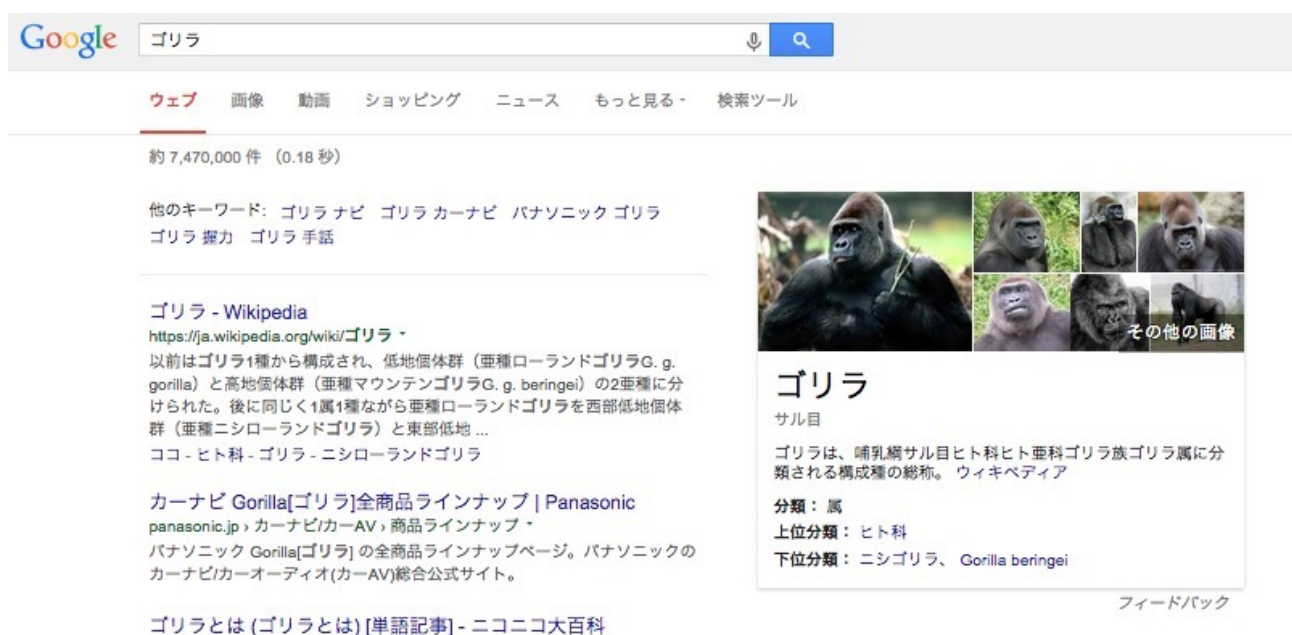 Google
ゴリラ
ウェブ 画像 動画 ショッピング ニュース もっと見る 検索ツール
約 7,470,000 件 (0.18 秒)
他のキーワード: ゴリラ ナビ ゴリラ カーナビ パナソニック ゴリラ
ゴリラ 握力 ゴリラ 手話
ゴリラ - Wikipedia
https://ja.wikipedia.org/wiki/ゴリラ
以前はゴリラ1種から構成され、低地個体群（亜種ローランドゴリラG. g.
gorilla）と高地個体群（亜種マウンテンゴリラG. g. beringei）の2亜種に分
けられた。後に同じく1属1種ながら亜種ローランドゴリラを西部低地個体
群（亜種ニシローランドゴリラ）と東部低地 ...
ココ - ヒト科 - ゴリラ - ニシローランドゴリラ
カーナビ Gorilla[ゴリラ]全商品ラインナップ | Panasonic
panasonic.jp › カーナビ/カーAV › 商品ラインナップ
パナソニック Gorilla[ゴリラ] の全商品ラインナップページ。パナソニックの
カーナビ/カーオーディオ(カーAV)総合公式サイト。
ゴリラとは (ゴリラとは) [単語記事] - ニコニコ大百科
その他の画像
ゴリラ
サル目
ゴリラは、哺乳綱サル目ヒト科ヒト亜科ゴリラ族ゴリラ属に分
類される構成種の総称。 ウィキペディア
分類： 属
上位分類： ヒト科
下位分類： ニシゴリラ、 Gorilla beringei
フィードバック